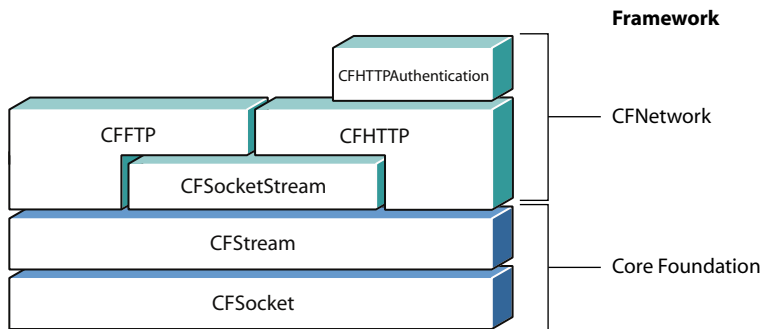 Framework
CFHTTPAuthentication
CFNetwork
CFFTP
CFHTTP
CFSocketStream
CFStream
Core Foundation
CFSocket